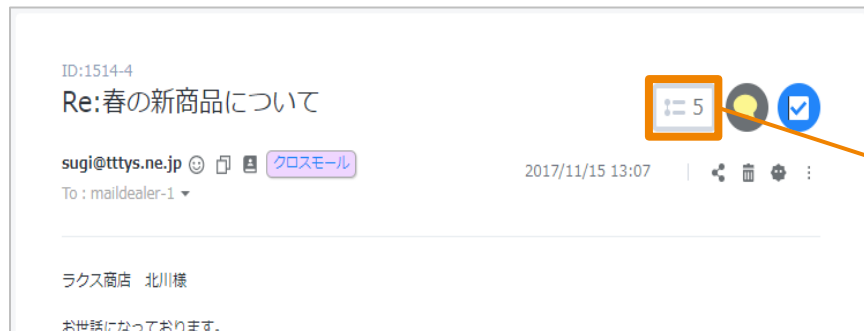 ID:1514-4
Re:春の新商品について
5
sugi@tttys.ne.jp クロスモール
2017/11/15 13:07
To : maildealer-1
ラクス商店 北川様
お世話になっております。